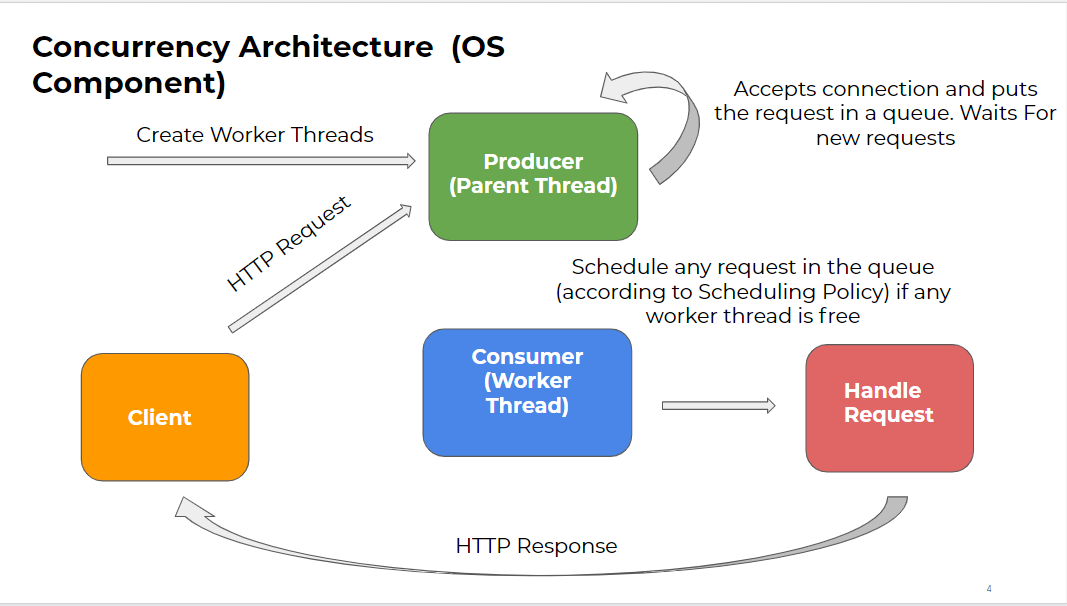 Concurrency Architecture  (OS
Component)
Create Worker Threads
Accepts connection and puts
the request in a queue. Waits For
new requests
Producer
(Parent Thread)
HTTP Request
Schedule any request in the queue
(according to Scheduling Policy) if any
worker thread is free
Client
Consumer
(Worker
Thread)
Handle
Request
HTTP Response
4